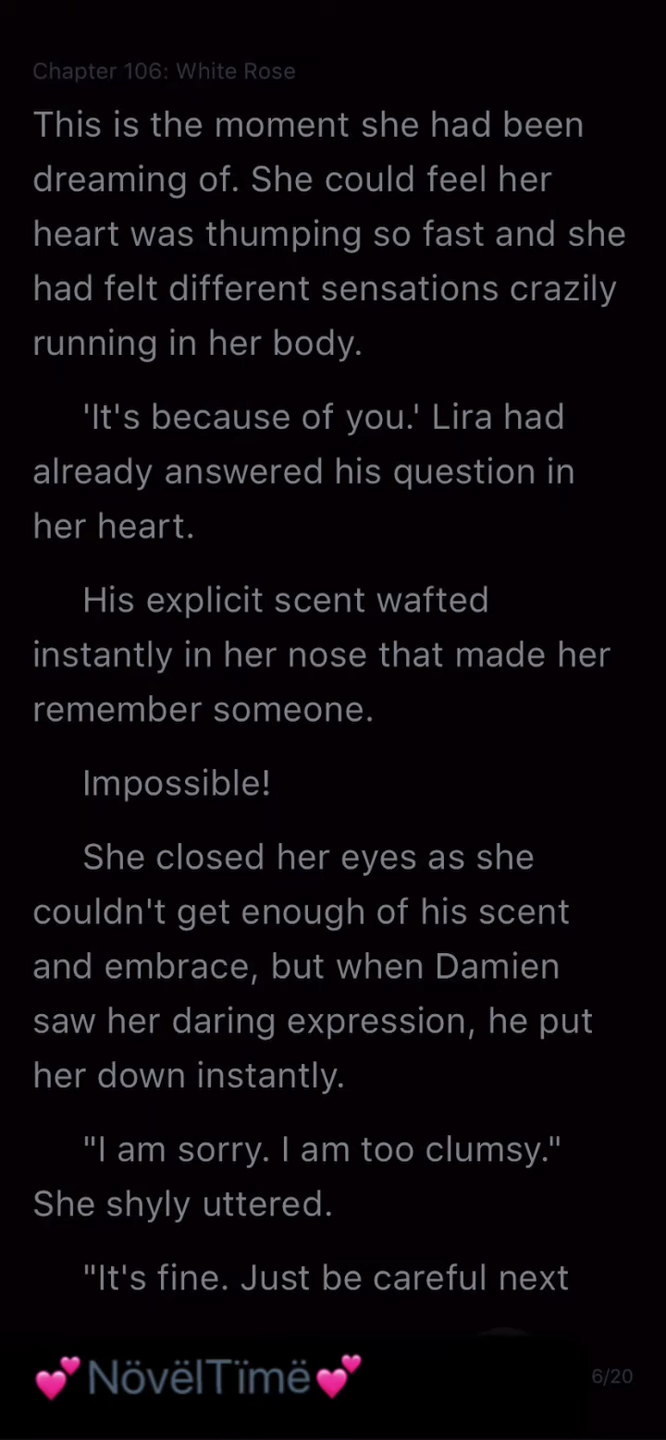 Chapter 106: White Rose
This is the moment she had been
dreaming of. She could feel her
heart was thumping so fast and she
had felt different sensations crazily
running in her body.
'It's because of you.' Lira had
already answered his question in
her heart.
His explicit scent wafted
instantly in her nose that made her
remember someone.
Impossible!
She closed her eyes as she
couldn't get enough of his scent
and embrace, but when Damien
saw her daring expression, he put
her down instantly.
"I am sorry. I am too clumsy."
She shyly uttered.
"It's fine. Just be careful next
💕NövëlTïmë💕
6/20